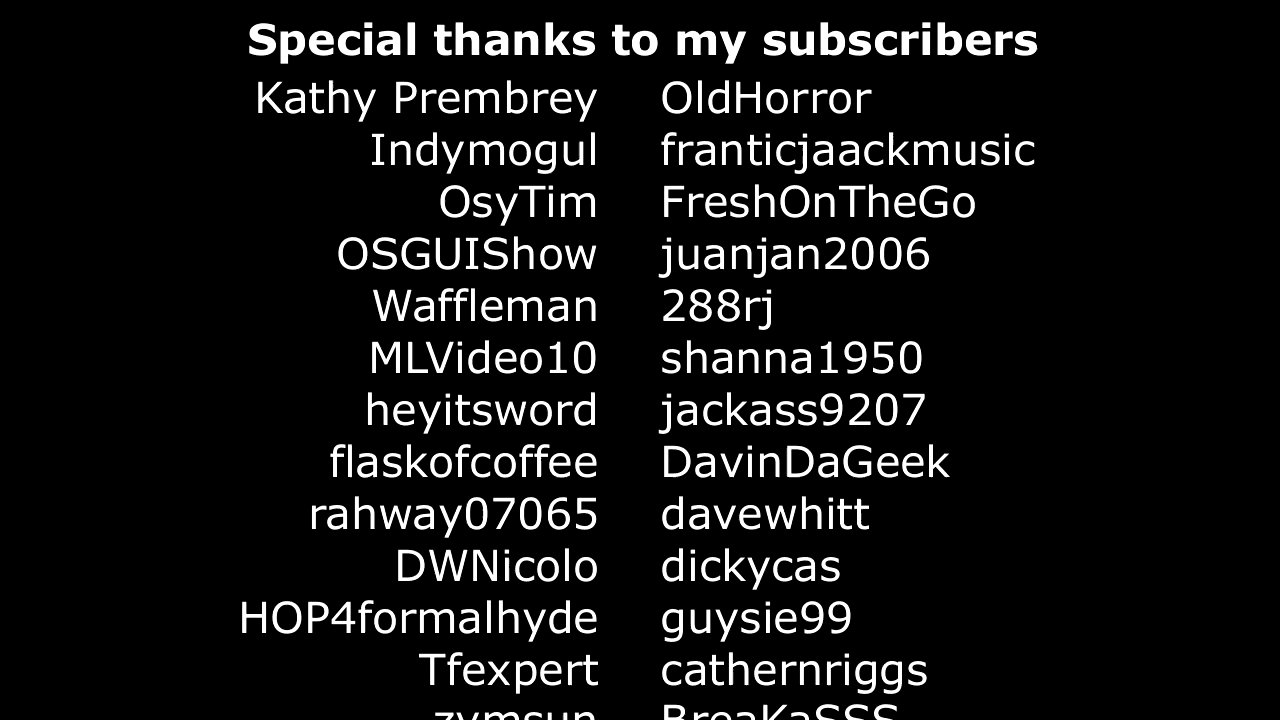 Special thanks to my subscribers
Kathy Prembrey OldHorror
Indymogul franticjaackmusic
OsyTim FreshOnTheGo
OSGUIShow juanjan2006
Waffleman 288rj
MLVideo10 shanna1950
heyitsword jackass9207
flaskofcoffee DavinDaGeek
rahway07065 davewhitt
DWNicolo dickycas
HOP4formalhyde guysie99
Tfexpert cathernriggs